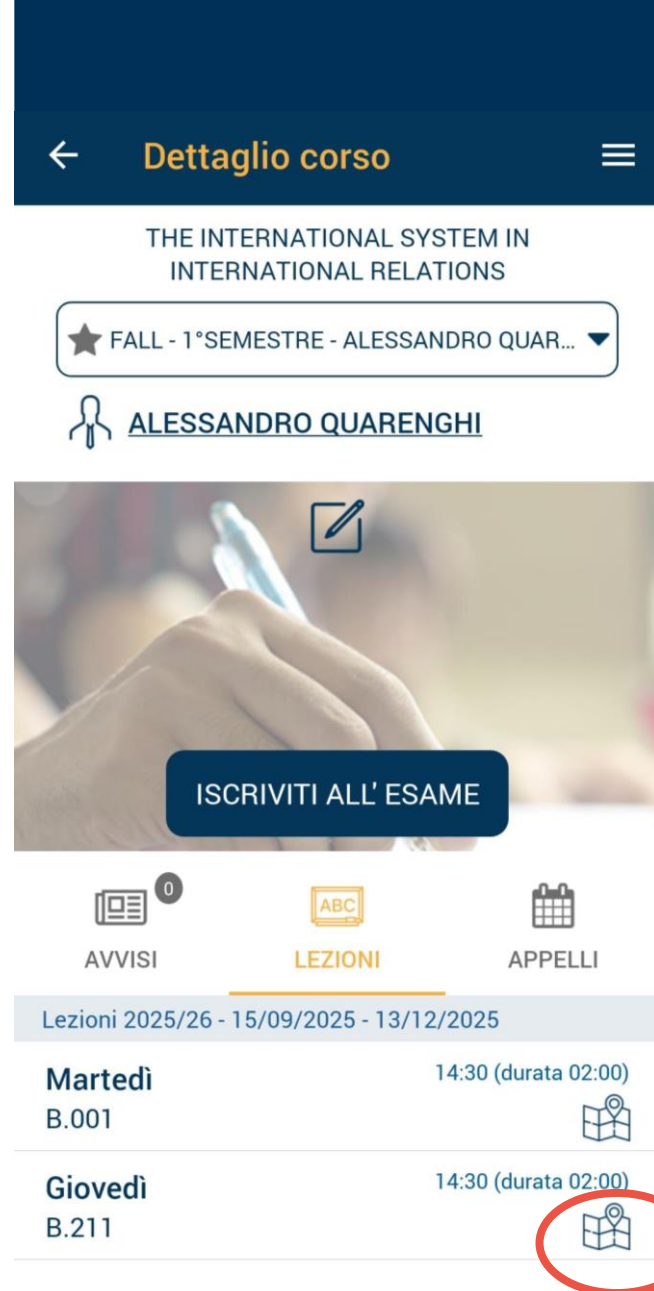 Dettaglio corso
THE INTERNATIONAL SYSTEM IN
INTERNATIONAL RELATIONS
FALL - 1°SEMESTRE - ALESSANDRO QUAR...
ALESSANDRO QUARENGHI
ISCRIVITI ALL' ESAME
0
ABC
AVVISI
LEZIONI
APPELLI
Lezioni 2025/26 - 15/09/2025 - 13/12/2025
Martedì
14:30 (durata 02:00)
B.001
Giovedì
14:30 (durata 02:00)
B.211